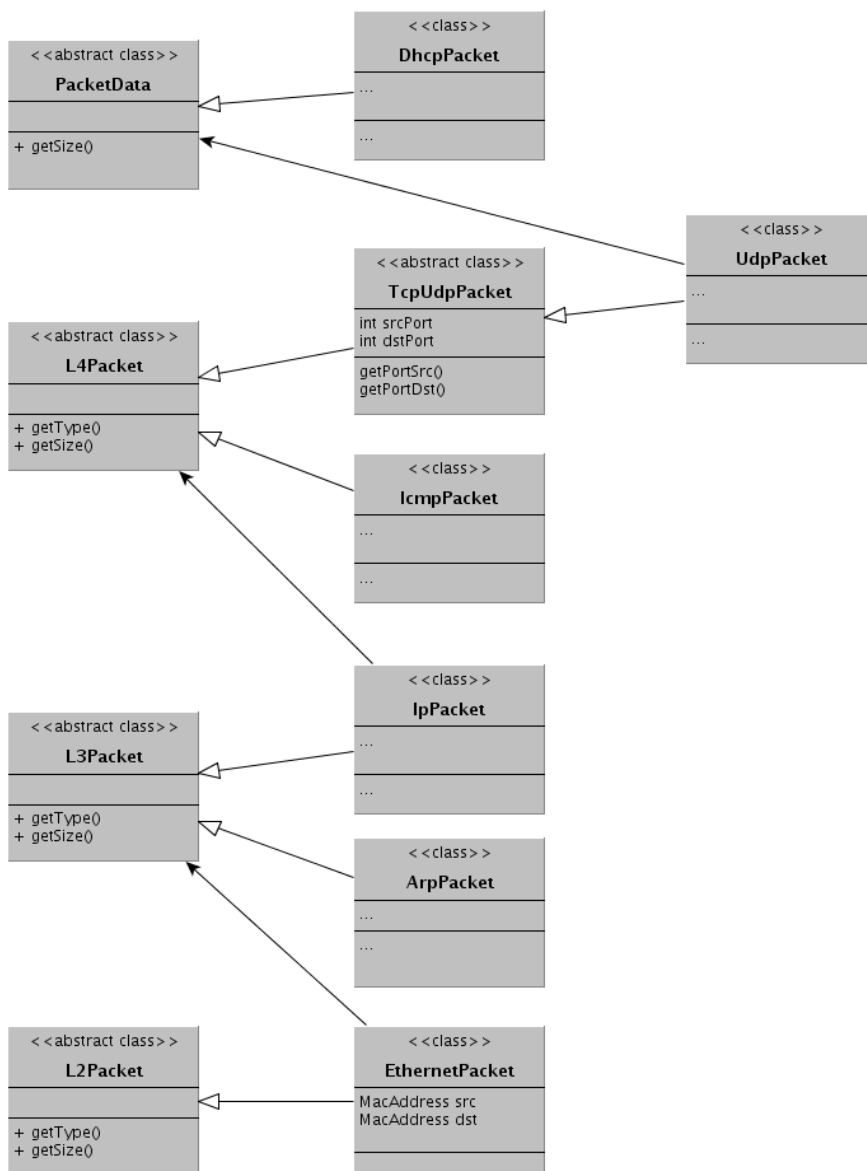 <<class>>
DhcpPacket
...
...
<<abstract class>>
PacketData
+ getSize()
<<class>>
UdpPacket
...
...
<<abstract class>>
TcpUdpPacket
int srcPort
int dstPort
getPortSrc()
getPortDst()
<<abstract class>>
L4Packet
+ getType()
+ getSize()
<<class>>
IcmpPacket
...
...
<<class>>
IpPacket
...
...
<<abstract class>>
L3Packet
+ getType()
+ getSize()
<<class>>
ArpPacket
...
...
<<abstract class>>
L2Packet
+ getType()
+ getSize()
<<class>>
EthernetPacket
MacAddress src
MacAddress dst